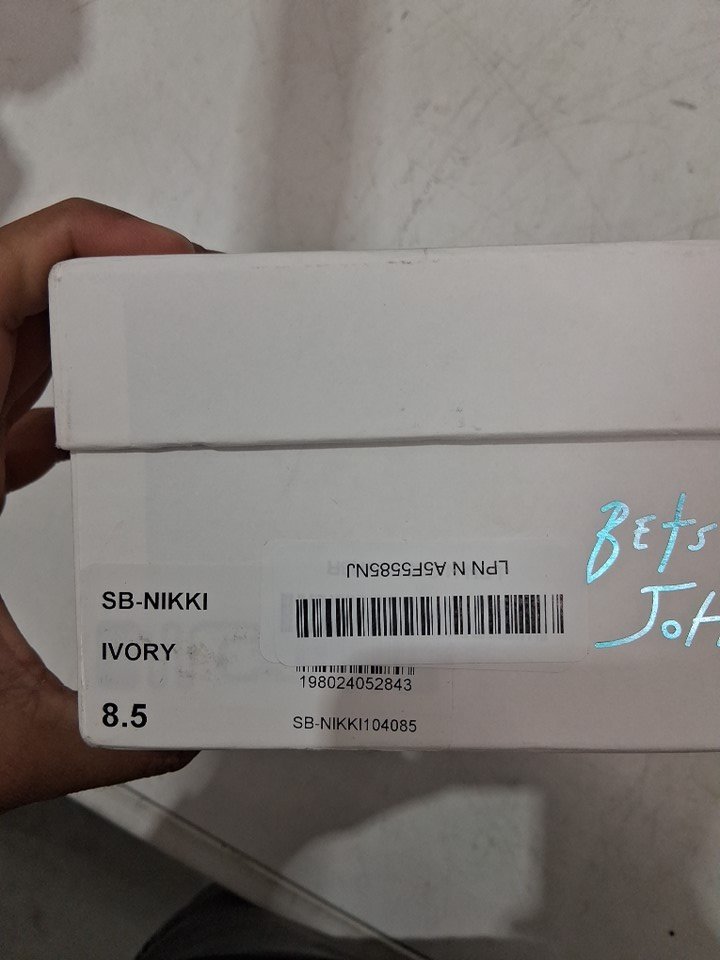 BETS
JOH
LPN N A5F5585NJ
SB-NIKKI
IVORY
8.5
198024052843
SB-NIKKI104085